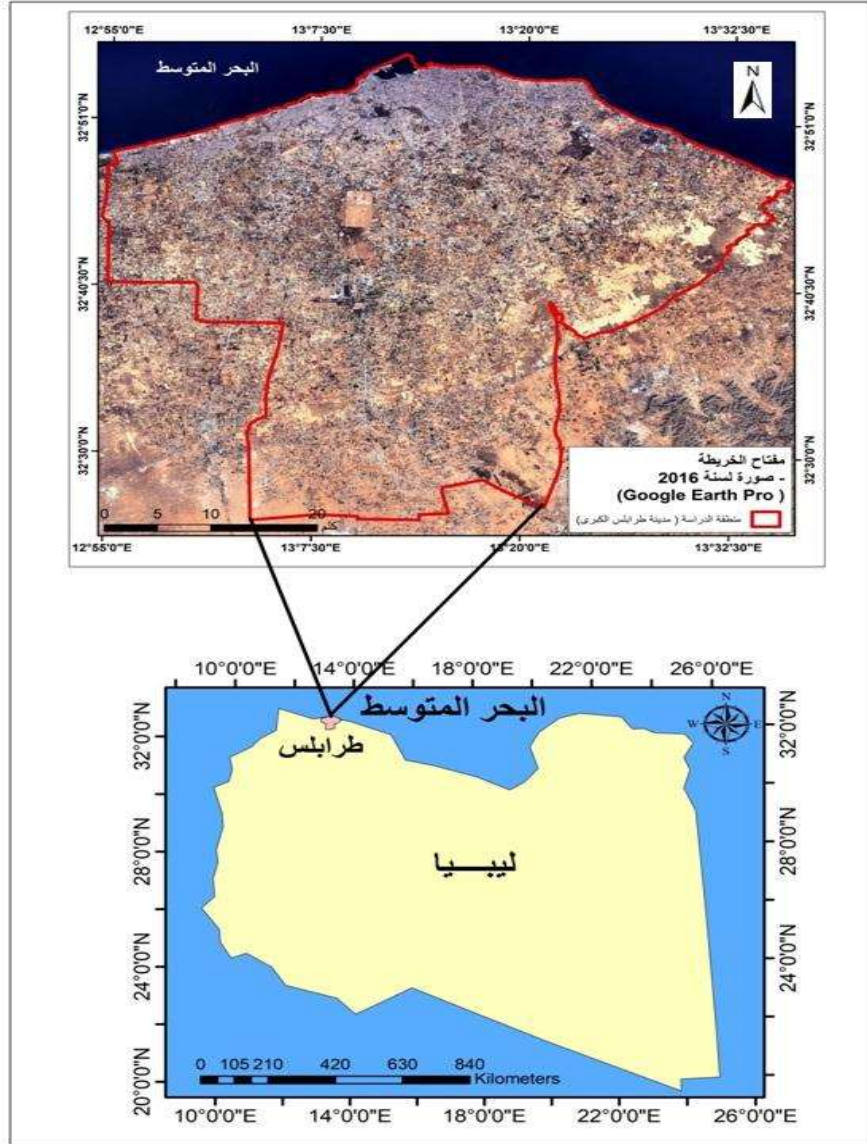 12°55'0"E 13°7'30"E 13°20'0"E 13°32'30"E
البحر المتوسط
N
32°51'0"N 32°51'0"N
32°40'30"N 32°40'30"N
32°30'0"N 32°30'0"N
مفتاح الخريطة
- صورة لسنة 2016
(Google Earth Pro )
منطقة الدراسة ( مدينة طرابلس الكبرى)
0 5 10 20
كلم
12°55'0"E 13°7'30"E 13°20'0"E 13°32'30"E
10°0'0"E 14°0'0"E 18°0'0"E 22°0'0"E 26°0'0"E
البحر المتوسط
N
W E
S
طرابلس
32°0'0"N 32°0'0"N
ليبـــيا
28°0'0"N 28°0'0"N
24°0'0"N 24°0'0"N
0 105 210 420 630 840
Kilometers
20°0'0"N 20°0'0"N
10°0'0"E 14°0'0"E 18°0'0"E 22°0'0"E 26°0'0"E